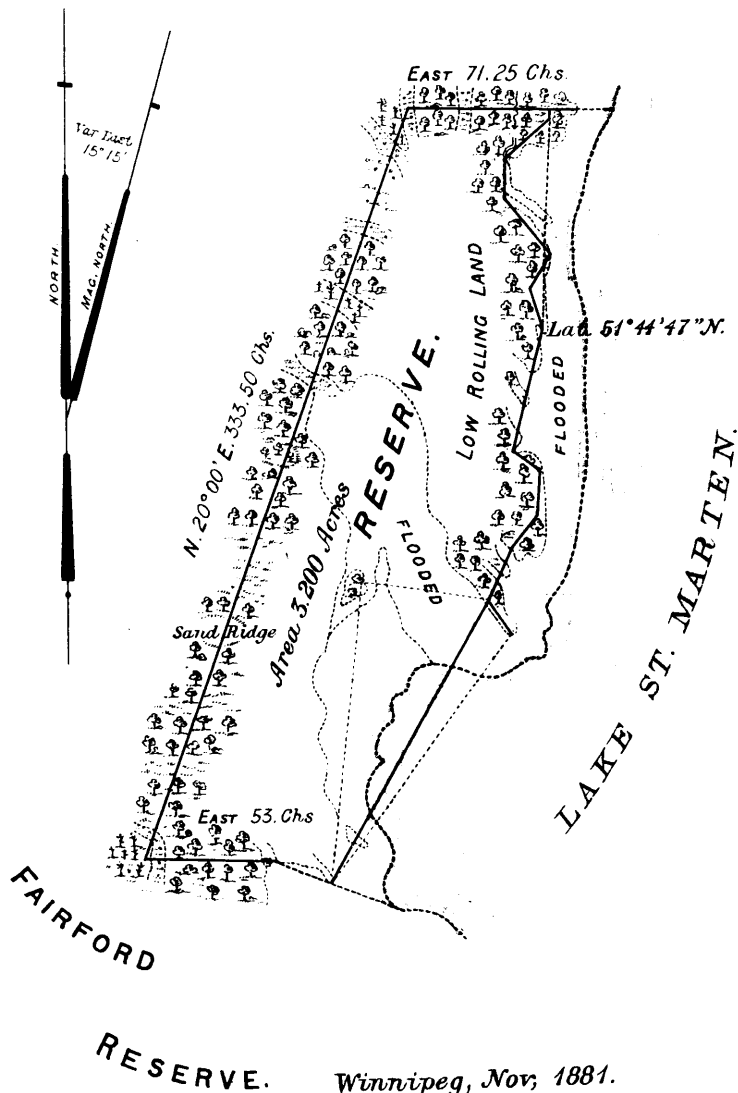 EAST 71.25 Chs.
Var East
15° 15'
NORTH.
MAG. NORTH.
LOW ROLLING LAND
Lat. 51°44'47"N.
FLOODED
N. 20°00' E. 333.50 Chs.
RESERVE.
Area 3,200 Acres
FLOODED
LAKE ST. MARTEN.
Sand Ridge
EAST 53. Chs
FAIRFORD
RESERVE.
Winnipeg, Nov, 1881.